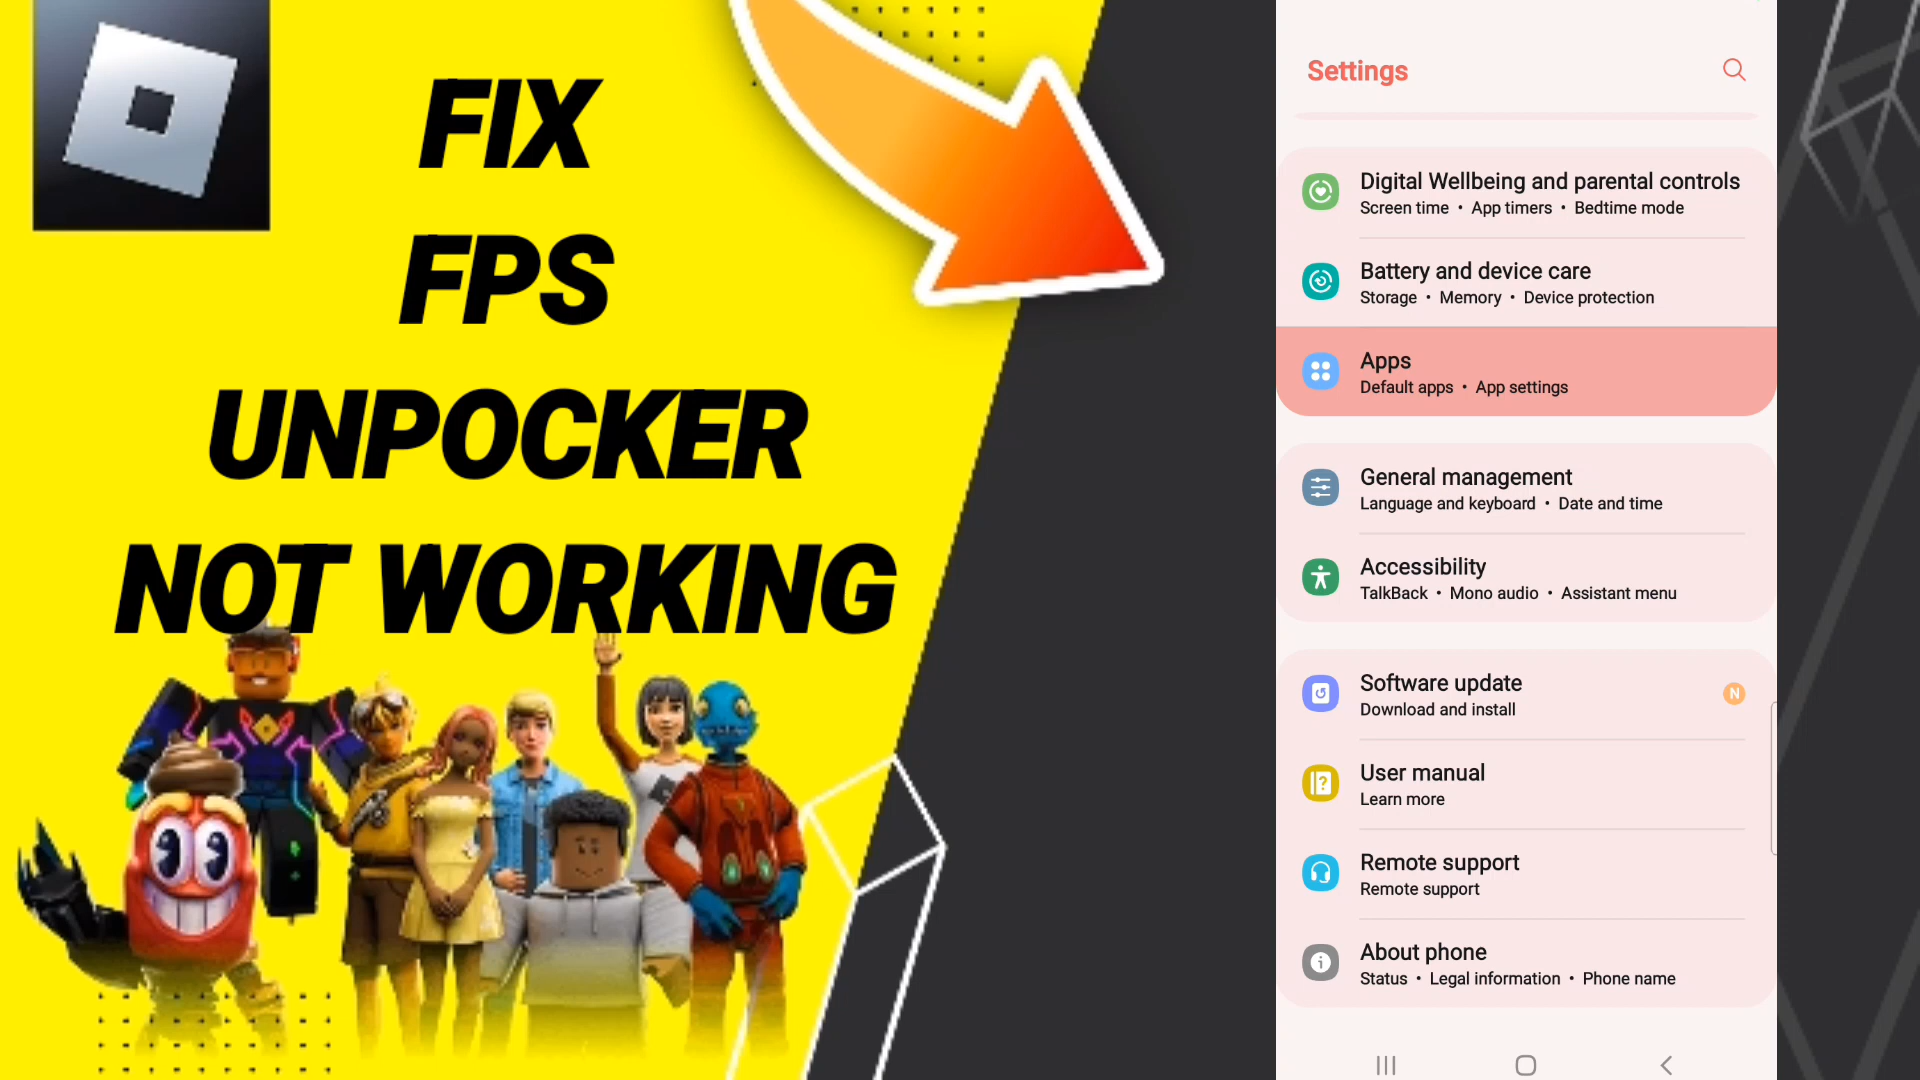 FIX
FPS
UNPOCKER
NOT WORKING
Settings
Digital Wellbeing and parental controls
Screen time • App timers • Bedtime mode
Battery and device care
Storage • Memory • Device protection
Apps
Default apps • App settings
General management
Language and keyboard • Date and time
Accessibility
TalkBack • Mono audio • Assistant menu
Software update
N
Download and install
User manual
Learn more
Remote support
Remote support
About phone
Status • Legal information • Phone name